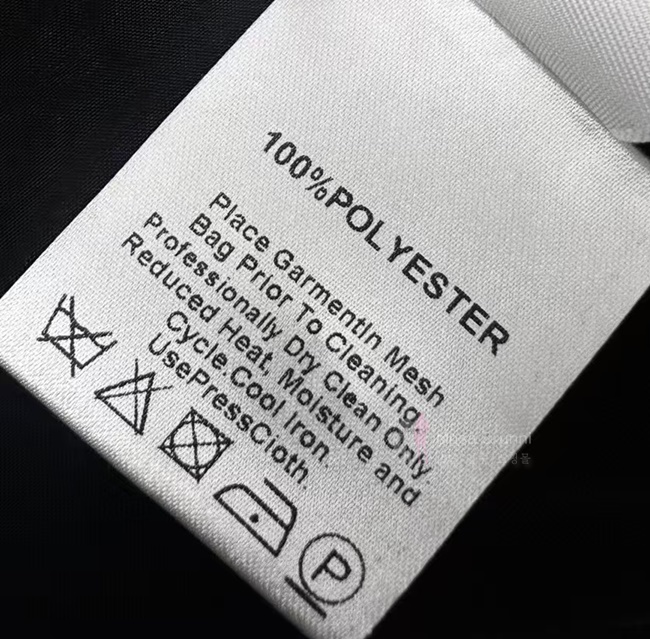 100%POLYESTER
Place GarmentIn Mesh
Bag Prior To Cleaning.
Professionally Dry Clean Only.
Reduced Heat, Moisture and
Cycle.Cool Iron.
UsePressCloth.
P